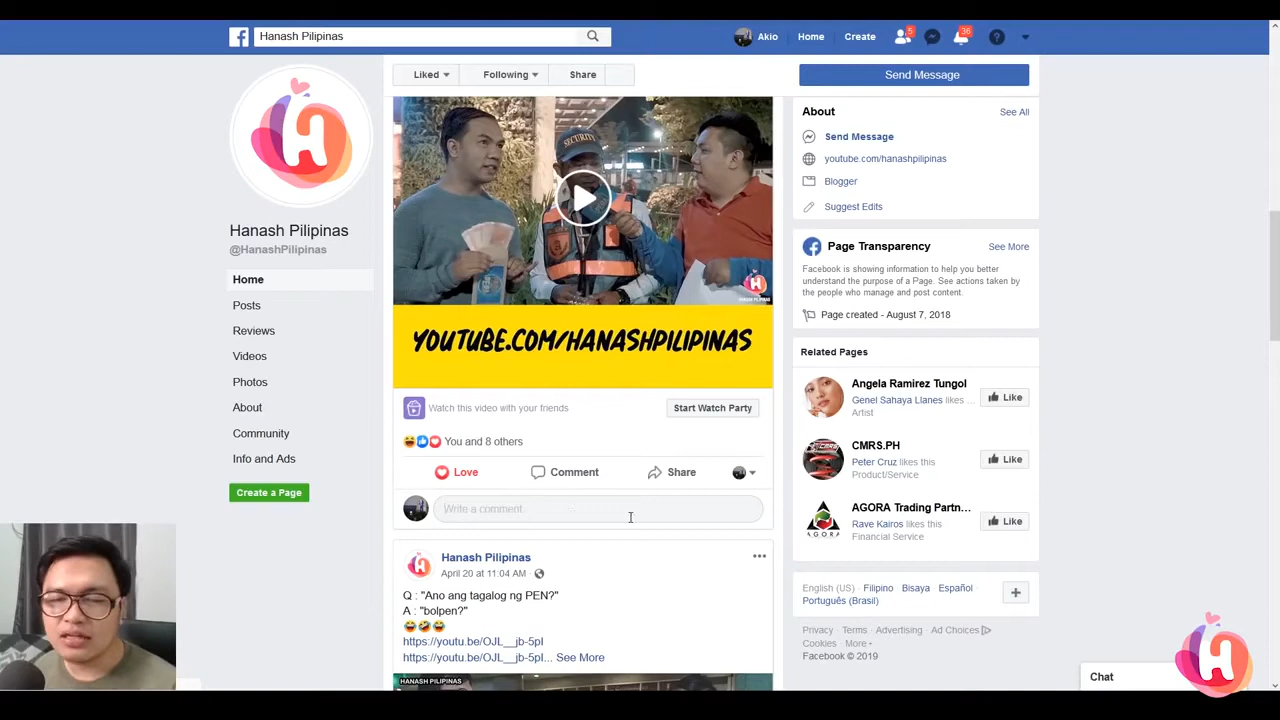 Hanash Pilipinas
Akio
Home
Create
5
36
Liked
Following
Share
Send Message
Hanash Pilipinas
@HanashPilipinas
Home
Posts
Reviews
Videos
Photos
About
Community
Info and Ads
Create a Page
SECURITY
HANASH PILIPINAS
YOUTUBE.COM/HANASHPILIPINAS
Watch this video with your friends
Start Watch Party
You and 8 others
Love
Comment
Share
Write a comment
Hanash Pilipinas
April 20 at 11:04 AM
Q : "Ano ang tagalog ng PEN?"
A : "bolpen?"
https://youtu.be/OJL__jb-5pI
https://youtu.be/OJL__jb-5pI... See More
HANASH PILIPINAS
About
See All
Send Message
youtube.com/hanashpilipinas
Blogger
Suggest Edits
Page Transparency
See More
Facebook is showing information to help you better
understand the purpose of a Page. See actions taken by
the people who manage and post content.
Page created - August 7, 2018
Related Pages
Angela Ramirez Tungol
Genel Sahaya Llanes likes ...
Artist
Like
CMRS.PH
Peter Cruz likes this
Product/Service
Like
AGORA Trading Partn...
Rave Kairos likes this
Financial Service
Like
English (US) · Filipino · Bisaya · Español ·
Português (Brasil)
Privacy · Terms · Advertising · Ad Choices
Cookies · More
Facebook © 2019
Chat